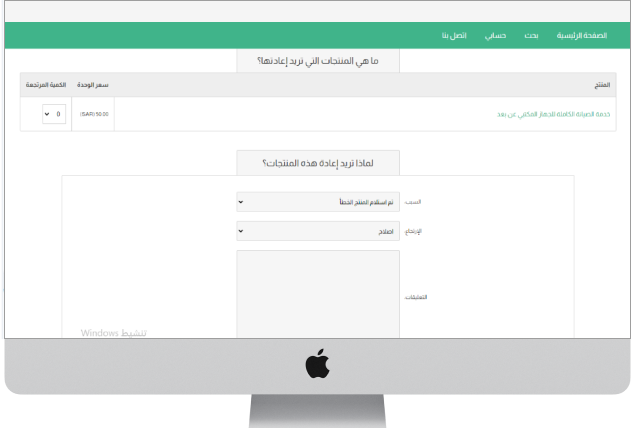 الصفحة الرئيسية بحث حسابي اتصل بنا
ما هي المنتجات التي تريد إعادتها؟
المنتج سعر الوحدة الكمية المرتجعة
خدمة الصيانة الكاملة للجهاز المكتبي عن بعد (SAR) 50.00 0
لماذا تريد إعادة هذه المنتجات؟
السبب: تم استلام المنتج الخطأ
الإرتجاع: اصلاح
التعليقات:
تنشيط Windows